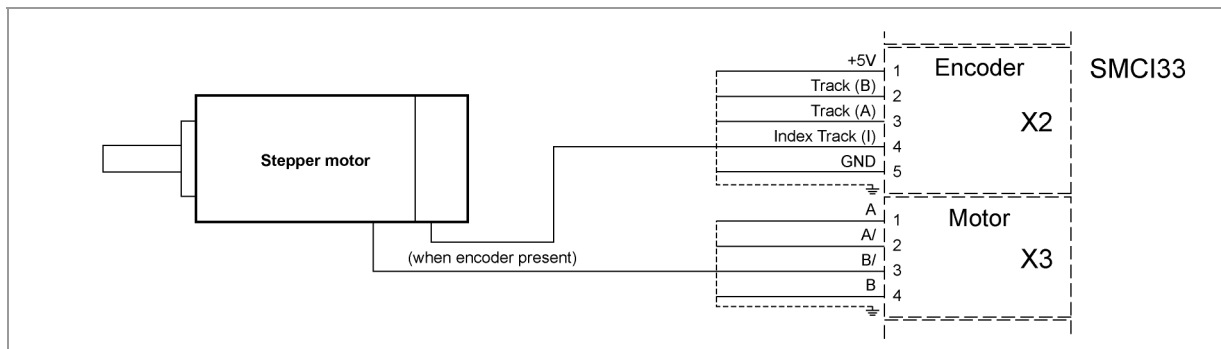 +5V
1
Encoder
SMCI33
Track (B)
2
Track (A)
3
X2
Index Track (I)
4
GND
5
Stepper motor
A
1
Motor
A/
2
(when encoder present)
B/
3
X3
B
4